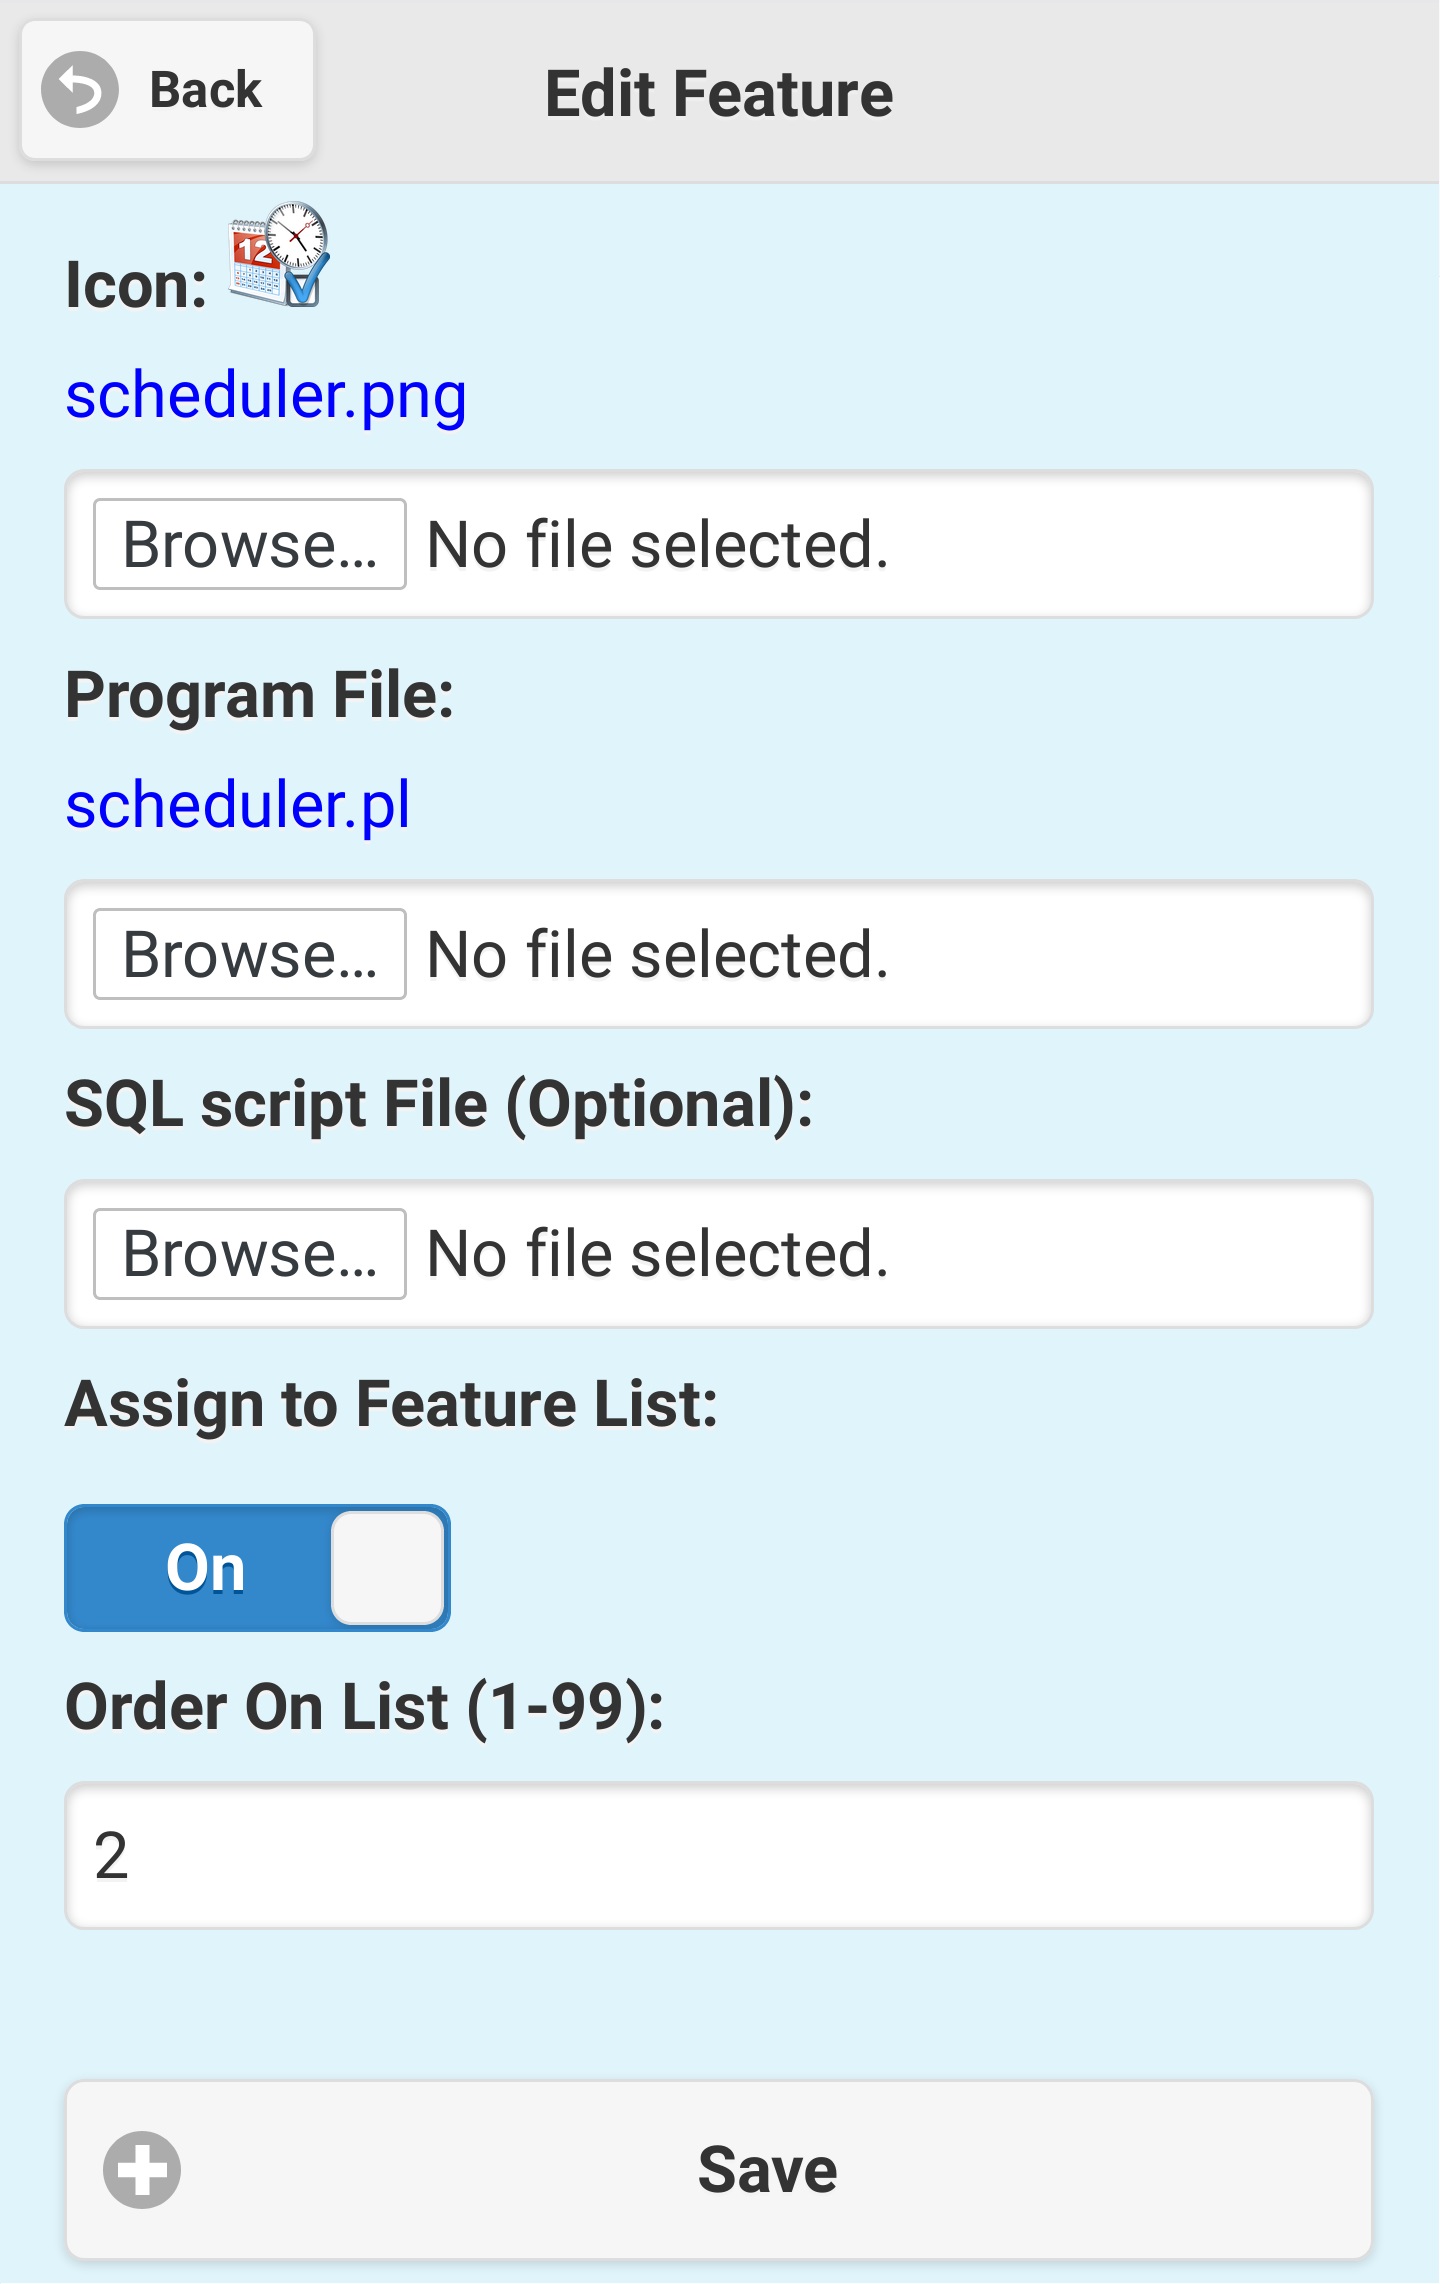 Back
Edit Feature
Icon:
12
scheduler.png
Browse... No file selected.
Program File:
scheduler.pl
Browse... No file selected.
SQL script File (Optional):
Browse... No file selected.
Assign to Feature List:
On
Order On List (1-99):
2
Save